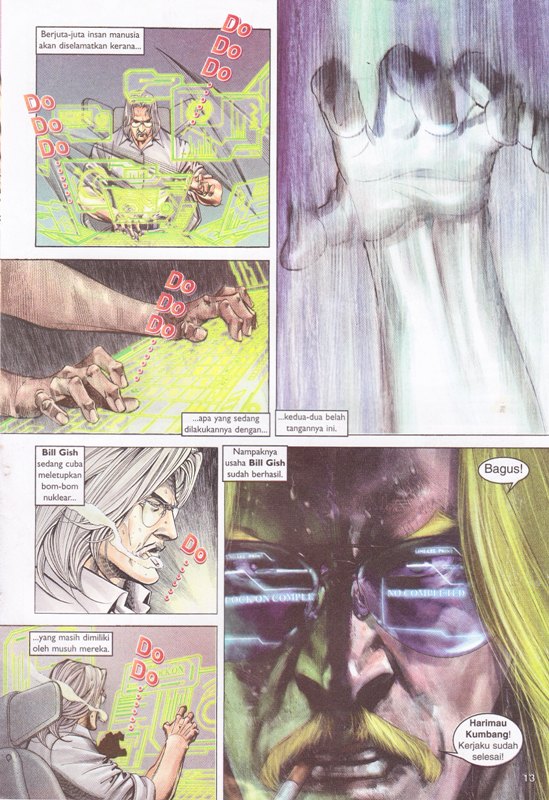 Berjuta-juta insan manusia
akan diselamatkan kerana...
Do
Do
Do
Do
Do
Do
Do
Do
Do
...apa yang sedang
dilakukannya dengan...
...kedua-dua belah
tangannya ini.
Bill Gish
sedang cuba
meletupkan
bom-bom
nuklear...
Do
...yang masih dimiliki
oleh musuh mereka.
Do
Do
Nampaknya
usaha Bill Gish
sudah berhasil.
Bagus!
LOCK ON COMPLE
NO COMPLETED
Harimau
Kumbang!
Kerjaku sudah
selesai!
13